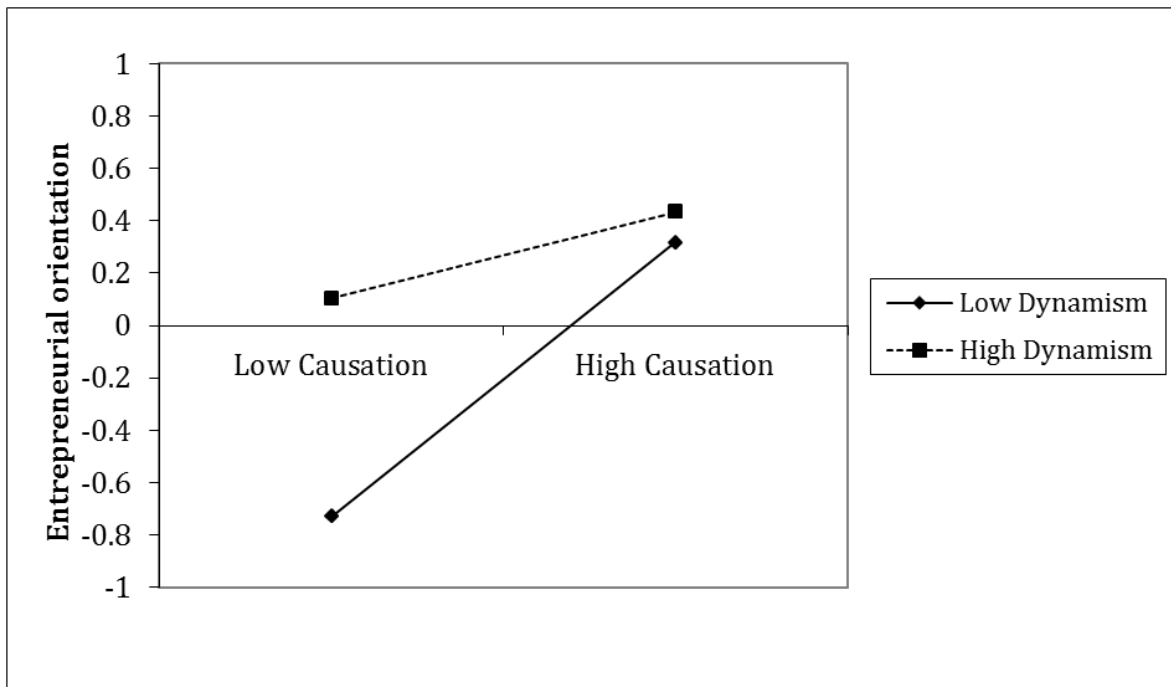 Entrepreneurial orientation
1
0.8
0.6
0.4
0.2
0
-0.2
-0.4
-0.6
-0.8
-1
Low Causation
High Causation
Low Dynamism
High Dynamism